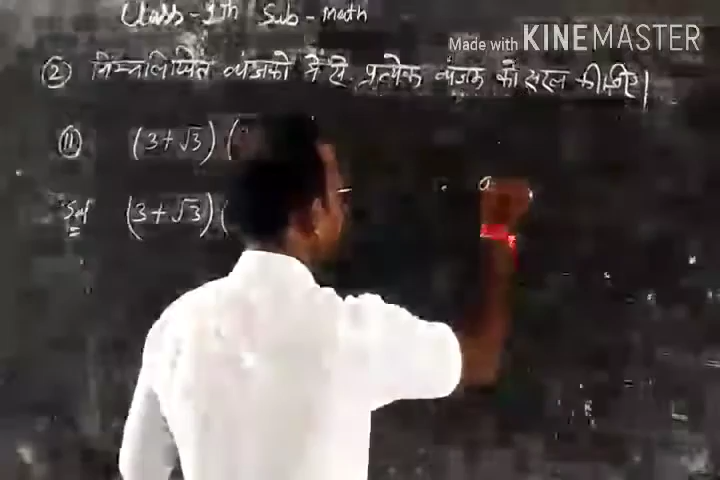 Class - 9th Sub - Math
Made with KINEMASTER
② निम्नलिखित व्यंजकों में से प्रत्येक व्यंजक को सरल कीजिए।
(ii) (3+√3) (
Sol (3+√3) (